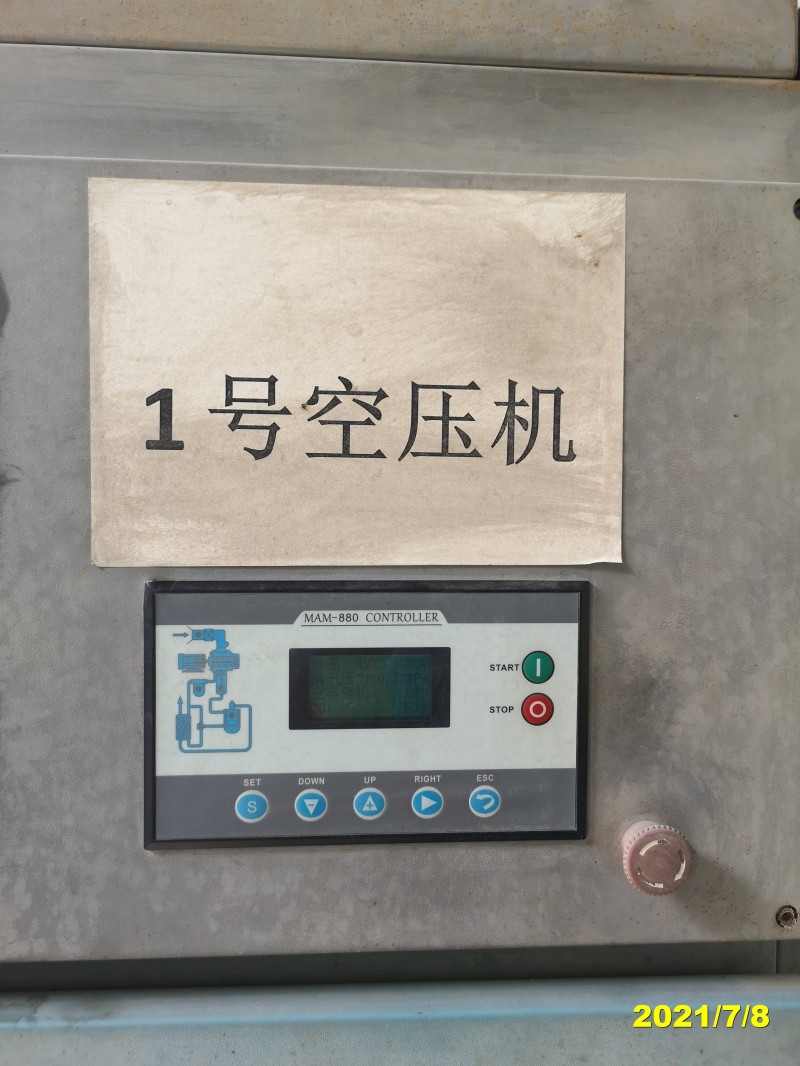 1号空压机
MAM-880 CONTROLLER
START
STOP
SET DOWN UP RIGHT ESC
S
2021/7/8